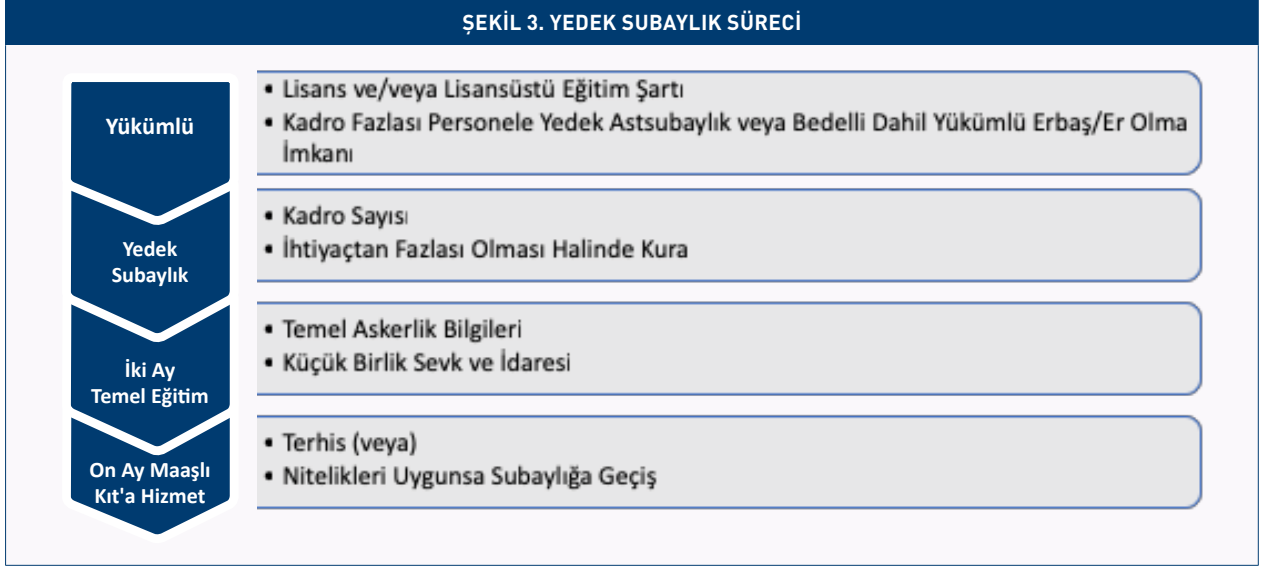 ŞEKİL 3. YEDEK SUBAYLIK SÜRECİ
Yükümlü
• Lisans ve/veya Lisansüstü Eğitim Şartı
• Kadro Fazlası Personele Yedek Astsubaylık veya Bedelli Dahil Yükümlü Erbaş/Er Olma
İmkanı
Yedek
Subaylık
• Kadro Sayısı
• İhtiyaçtan Fazlası Olması Halinde Kura
İki Ay
Temel Eğitim
• Temel Askerlik Bilgileri
• Küçük Birlik Sevk ve İdaresi
On Ay Maaşlı
Kıt'a Hizmet
• Terhis (veya)
• Nitelikleri Uygunsa Subaylığa Geçiş